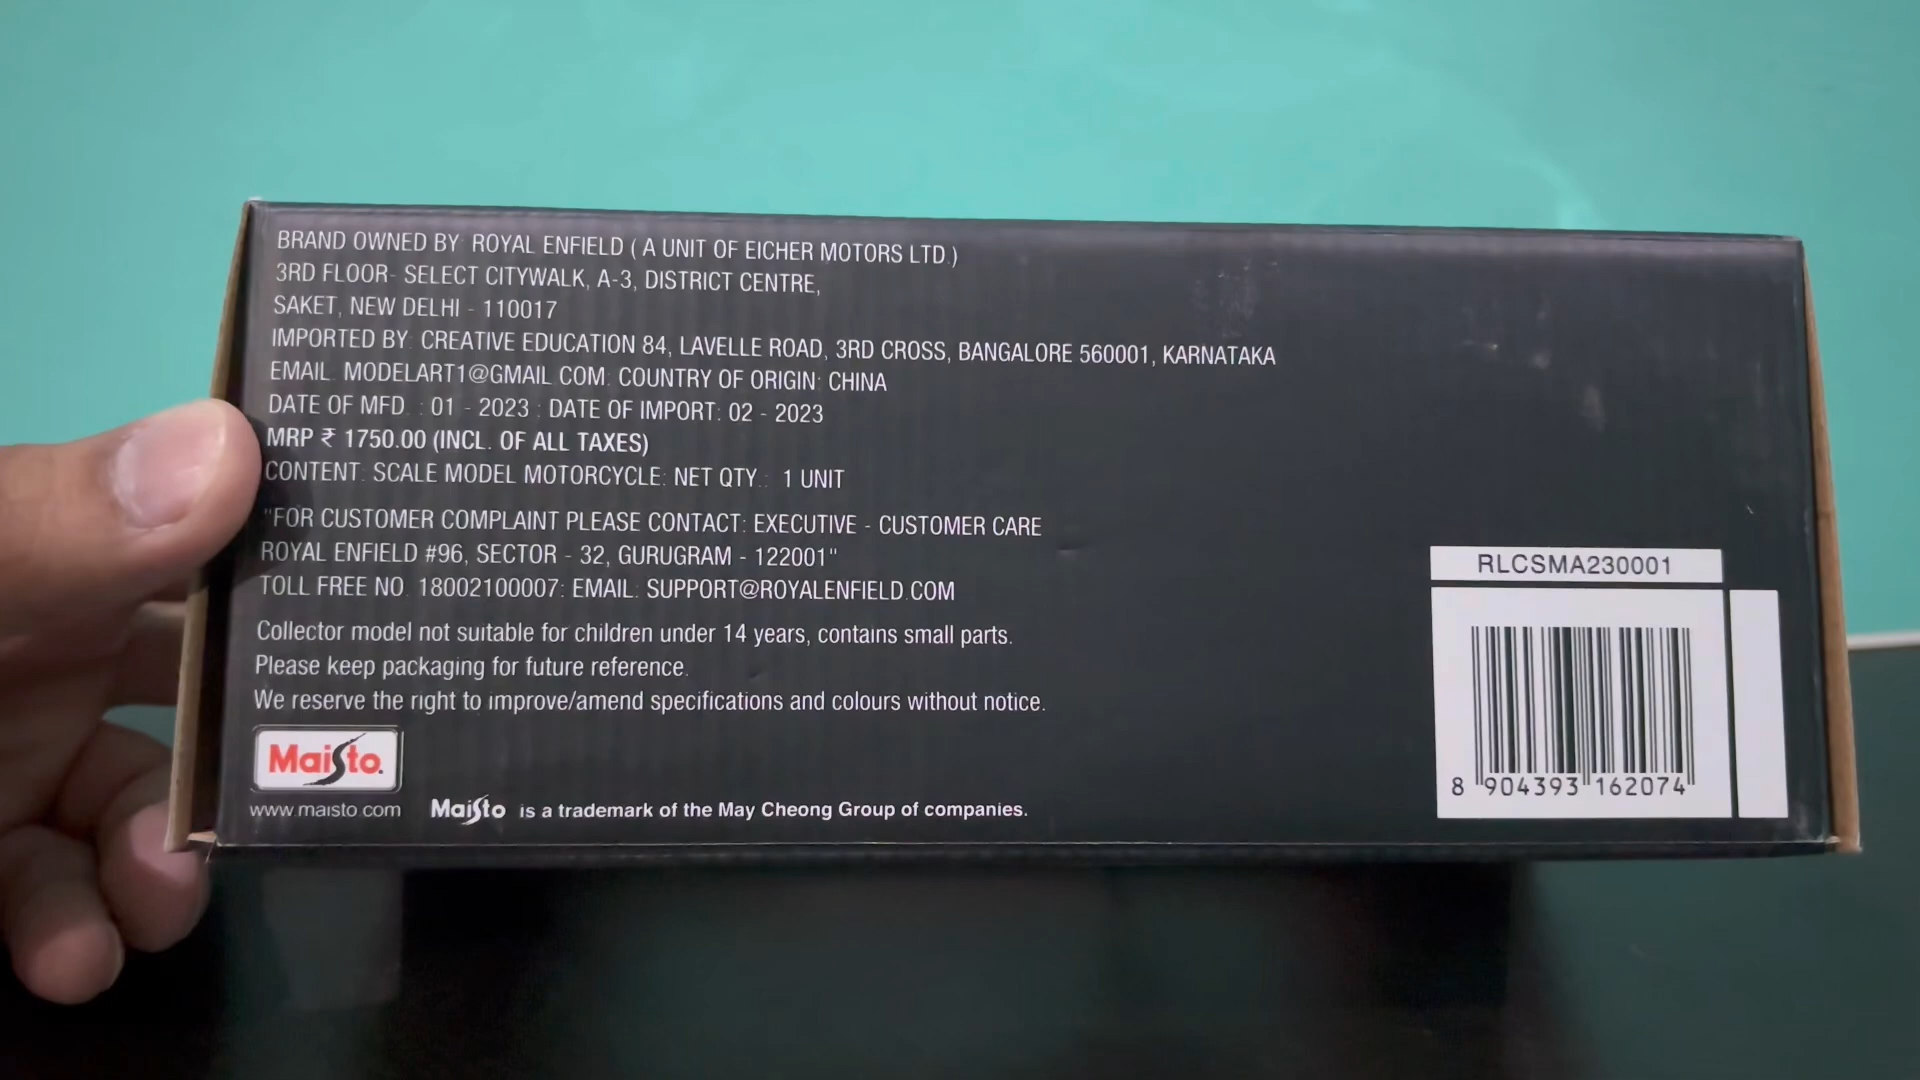 BRAND OWNED BY: ROYAL ENFIELD ( A UNIT OF EICHER MOTORS LTD.)
3RD FLOOR- SELECT CITYWALK, A-3, DISTRICT CENTRE,
SAKET, NEW DELHI - 110017
IMPORTED BY: CREATIVE EDUCATION 84, LAVELLE ROAD, 3RD CROSS, BANGALORE 560001, KARNATAKA
EMAIL: MODELART1@GMAIL.COM: COUNTRY OF ORIGIN: CHINA
DATE OF MFD. : 01 - 2023 : DATE OF IMPORT: 02 - 2023
MRP ₹ 1750.00 (INCL. OF ALL TAXES)
CONTENT: SCALE MODEL MOTORCYCLE: NET QTY.: 1 UNIT
"FOR CUSTOMER COMPLAINT PLEASE CONTACT: EXECUTIVE - CUSTOMER CARE
ROYAL ENFIELD #96, SECTOR - 32, GURUGRAM - 122001"
TOLL FREE NO. 18002100007: EMAIL: SUPPORT@ROYALENFIELD.COM
Collector model not suitable for children under 14 years, contains small parts.
Please keep packaging for future reference.
We reserve the right to improve/amend specifications and colours without notice.
Maisto.
www.maisto.com
Maisto is a trademark of the May Cheong Group of companies.
RLCSMA230001
8 904393 162074